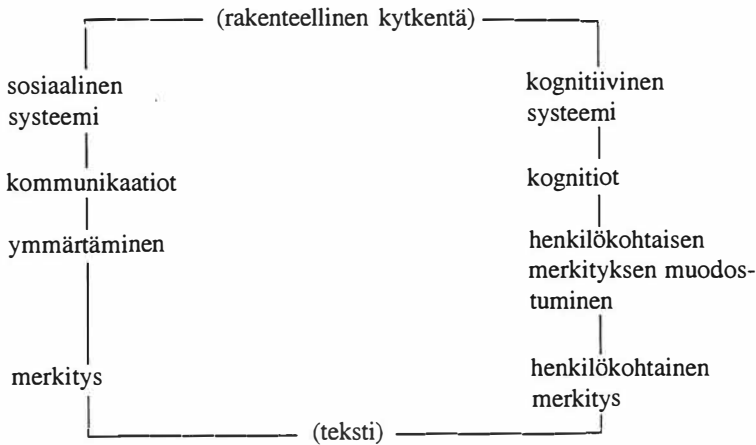 (rakenteellinen kytkentä)
sosiaalinen
systeemi
kommunikaatiot
ymmärtäminen
merkitys
kognitiivinen
systeemi
kognitiot
henkilökohtaisen
merkityksen muodos-
tuminen
henkilökohtainen
merkitys
(teksti)